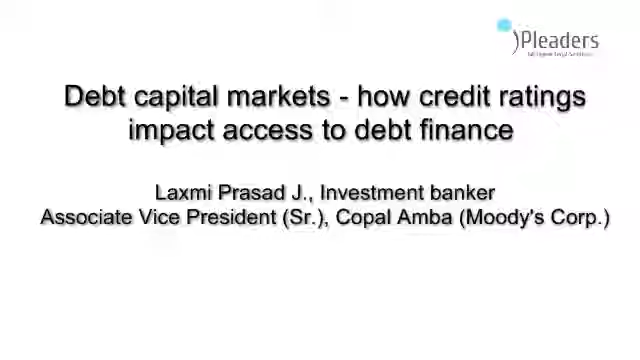 Pleaders
Debt capital markets - how credit ratings
impact access to debt finance
Laxmi Prasad J., Investment banker
Associate Vice President (Sr.), Copal Amba (Moody's Corp.)